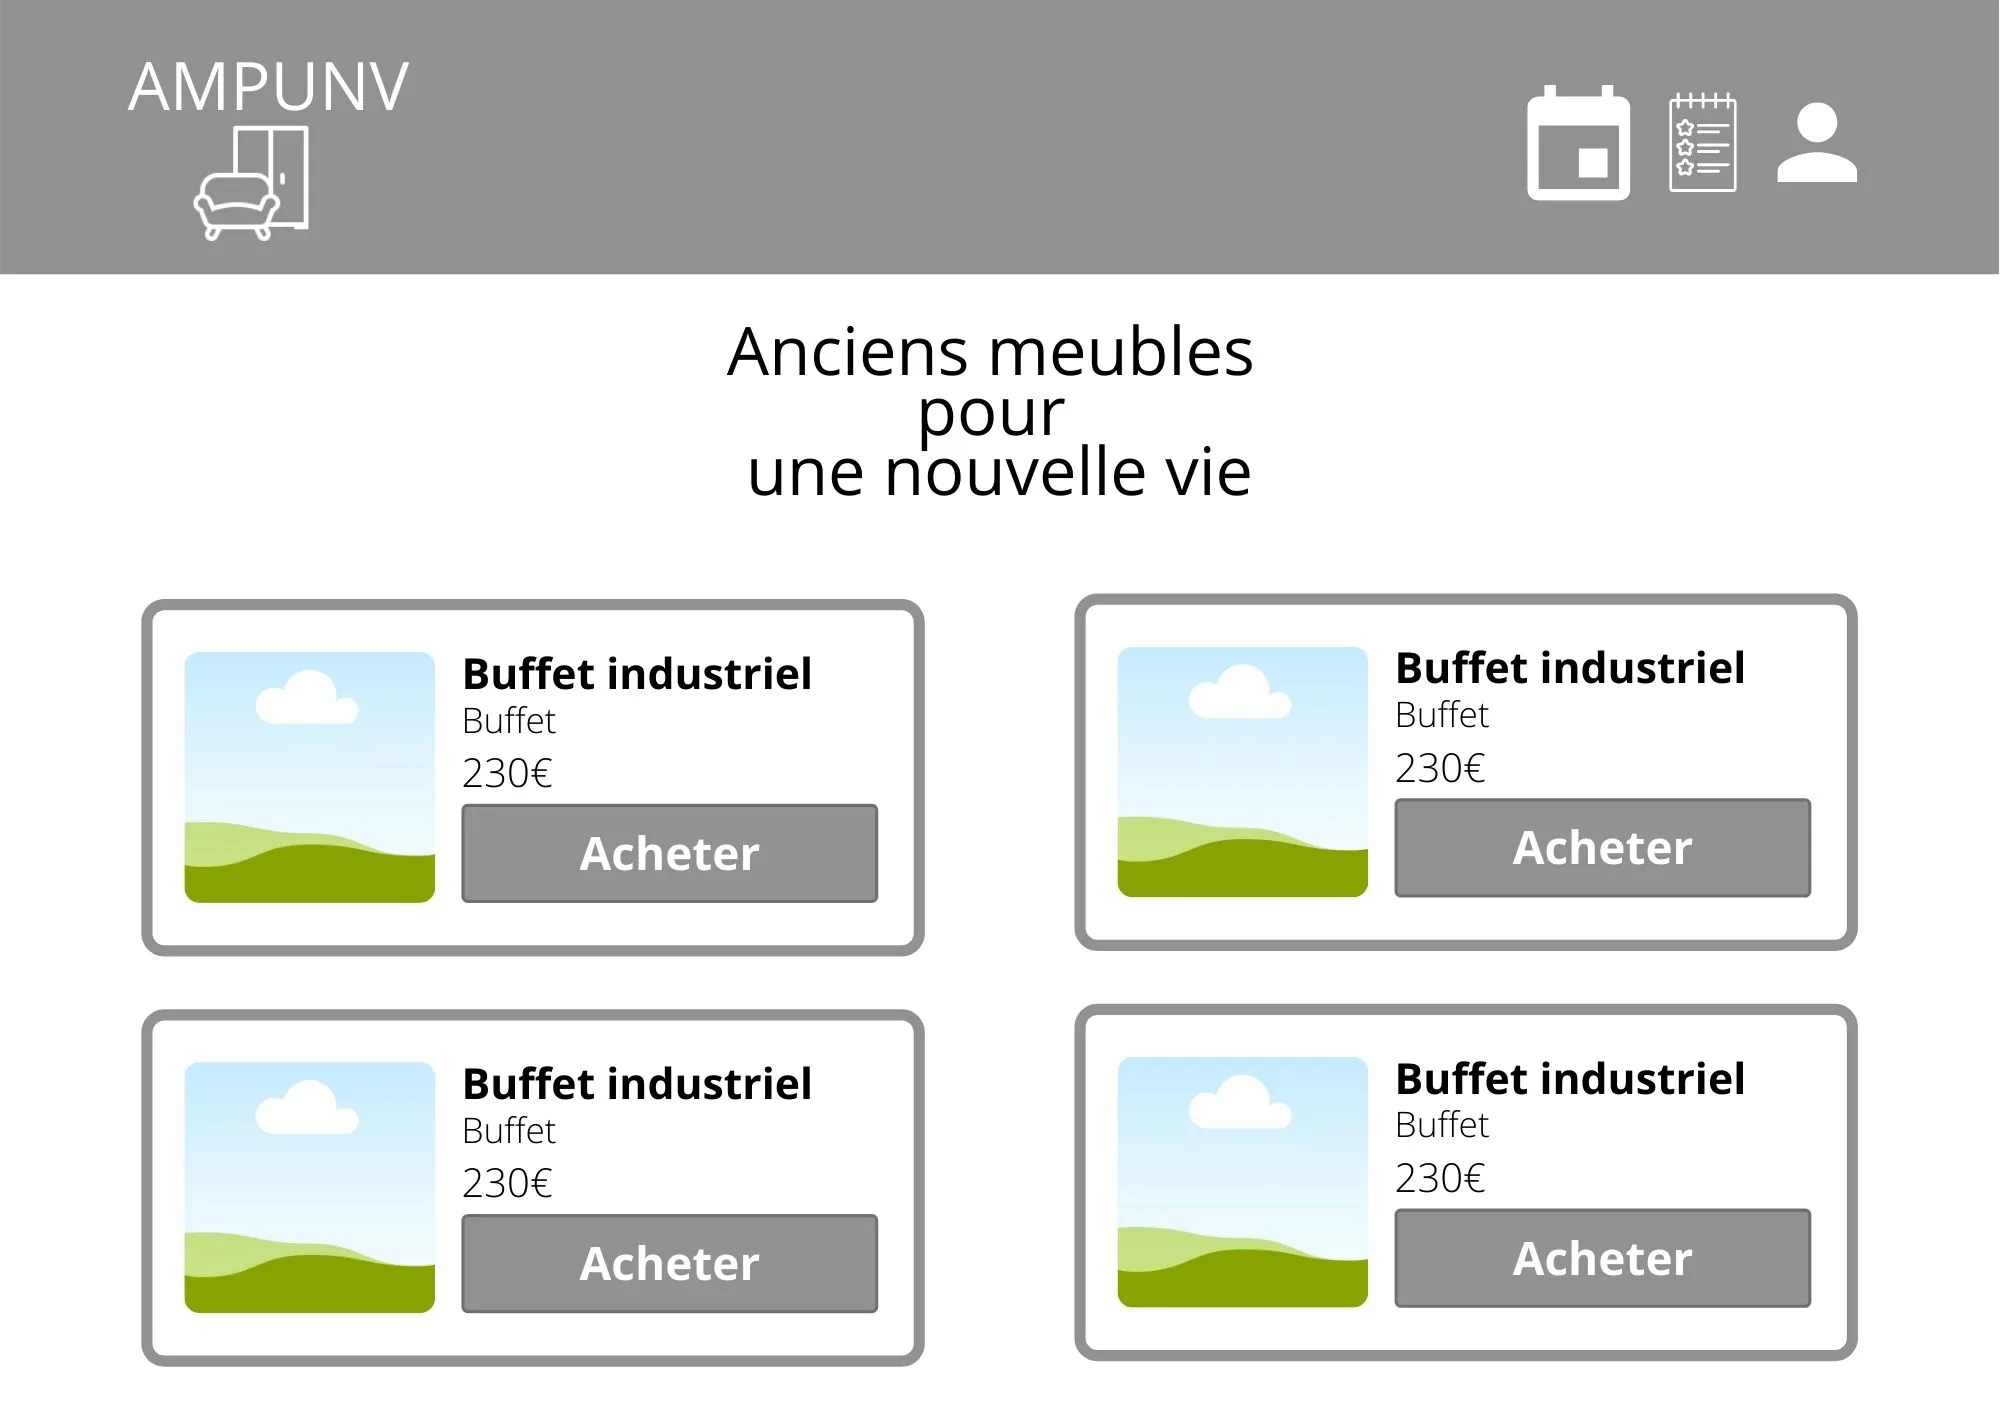 AMPUNV
Anciens meubles
pour
une nouvelle vie
Buffet industriel
Buffet
230€
Acheter
Buffet industriel
Buffet
230€
Acheter
Buffet industriel
Buffet
230€
Acheter
Buffet industriel
Buffet
230€
Acheter